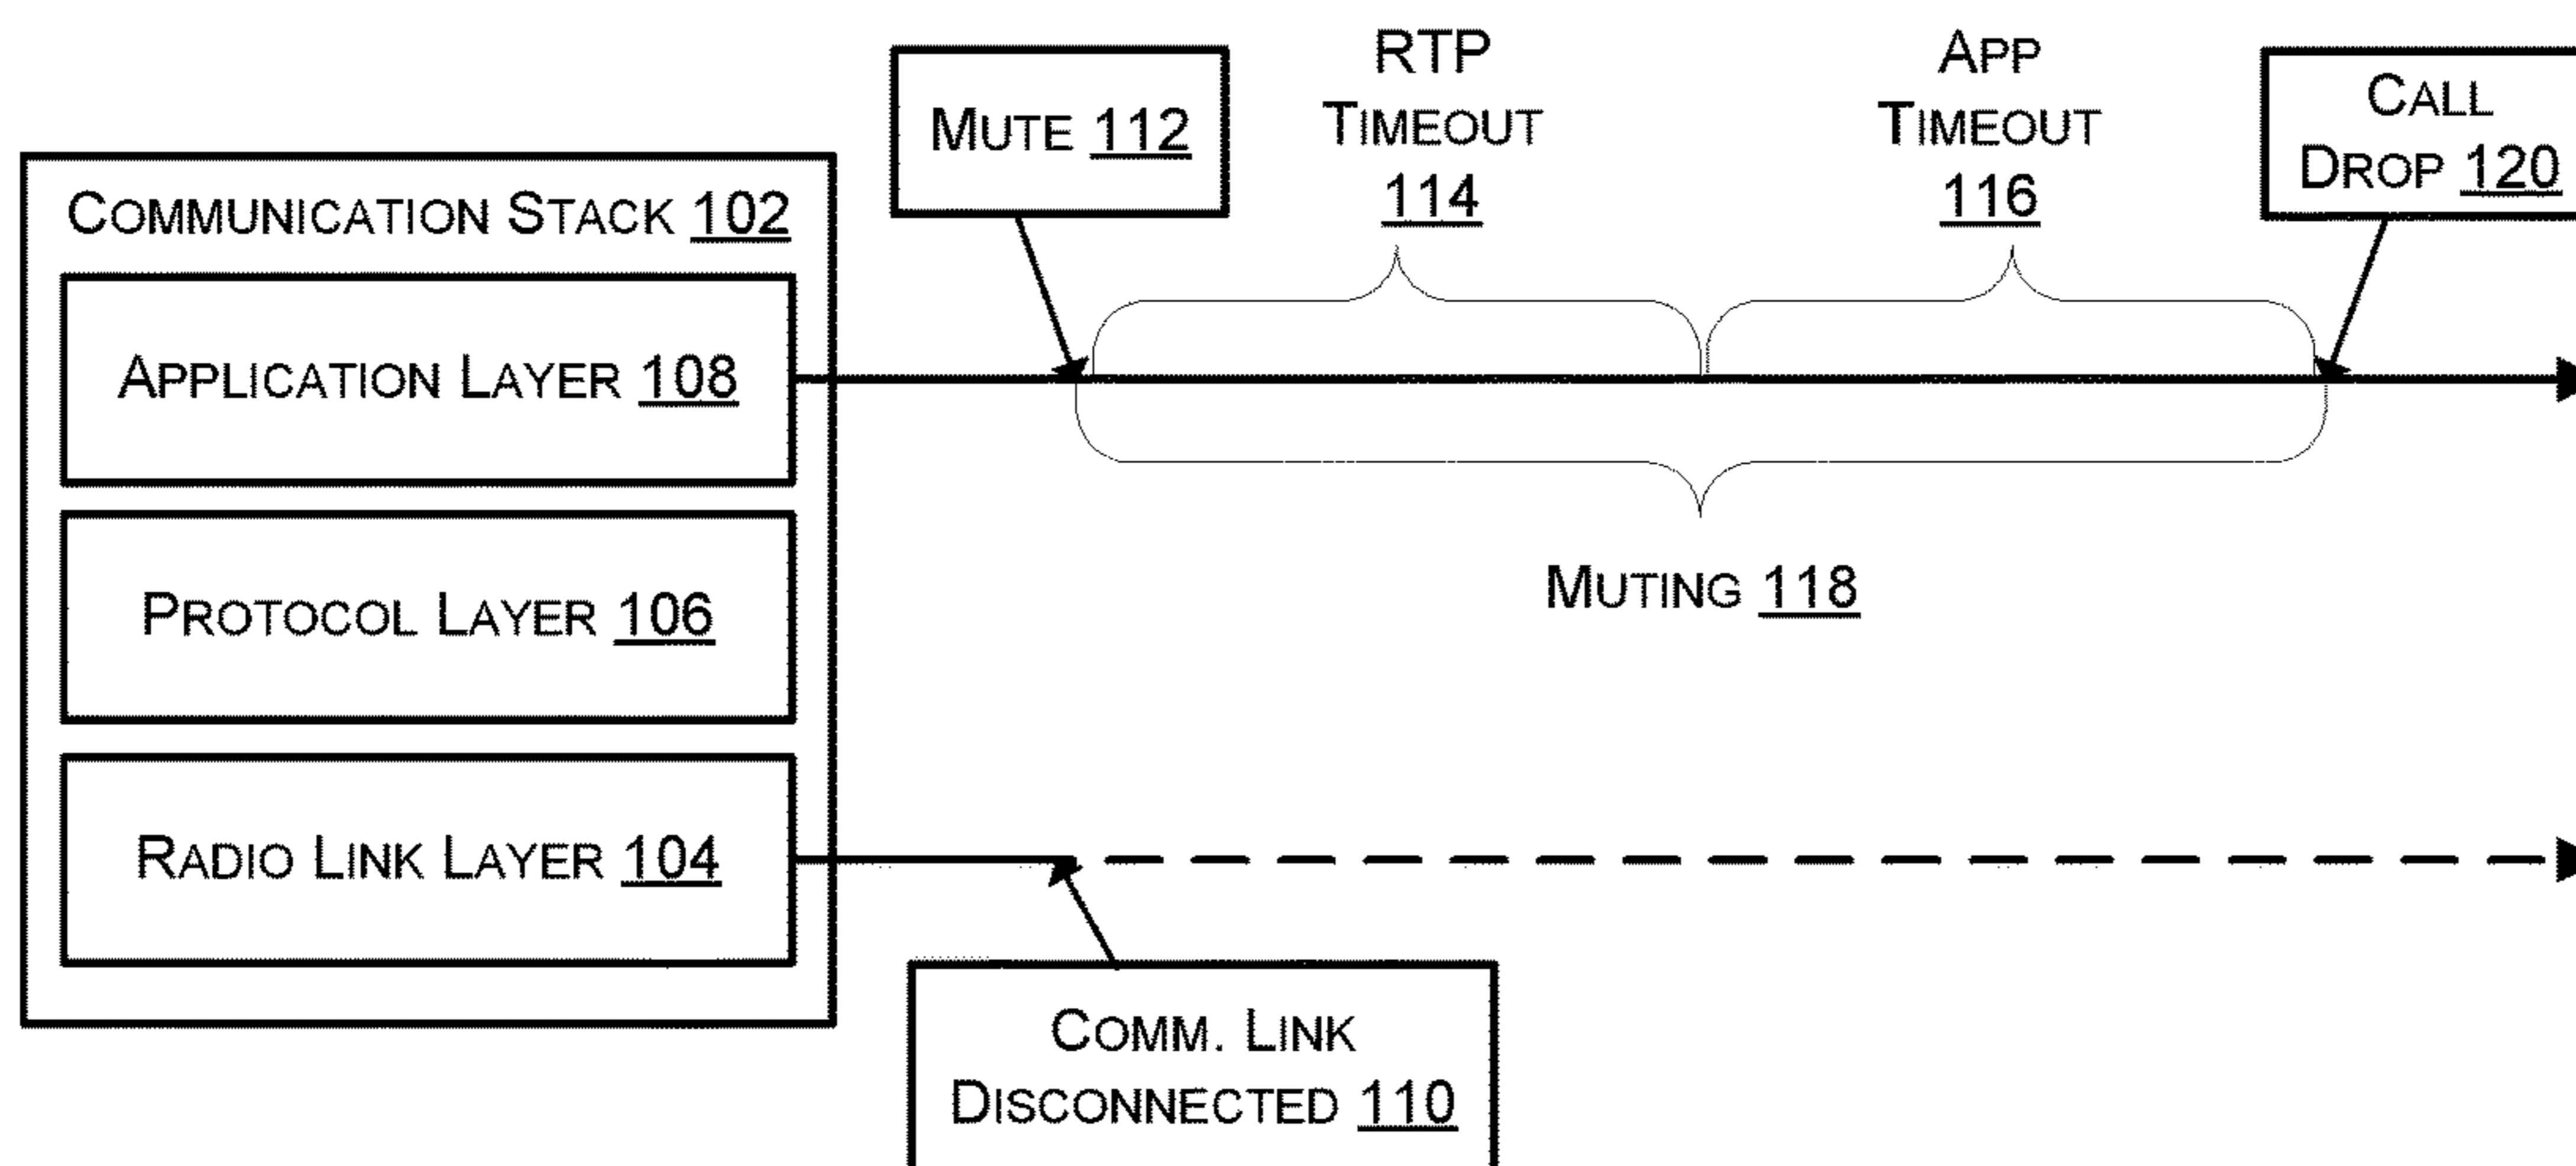 RTP
TIMEOUT
114
APP
TIMEOUT
116
CALL
DROP 120
MUTE 112
COMMUNICATION STACK 102
APPLICATION LAYER 108
PROTOCOL LAYER 106
MUTING 118
RADIO LINK LAYER 104
COMM. LINK
DISCONNECTED 110